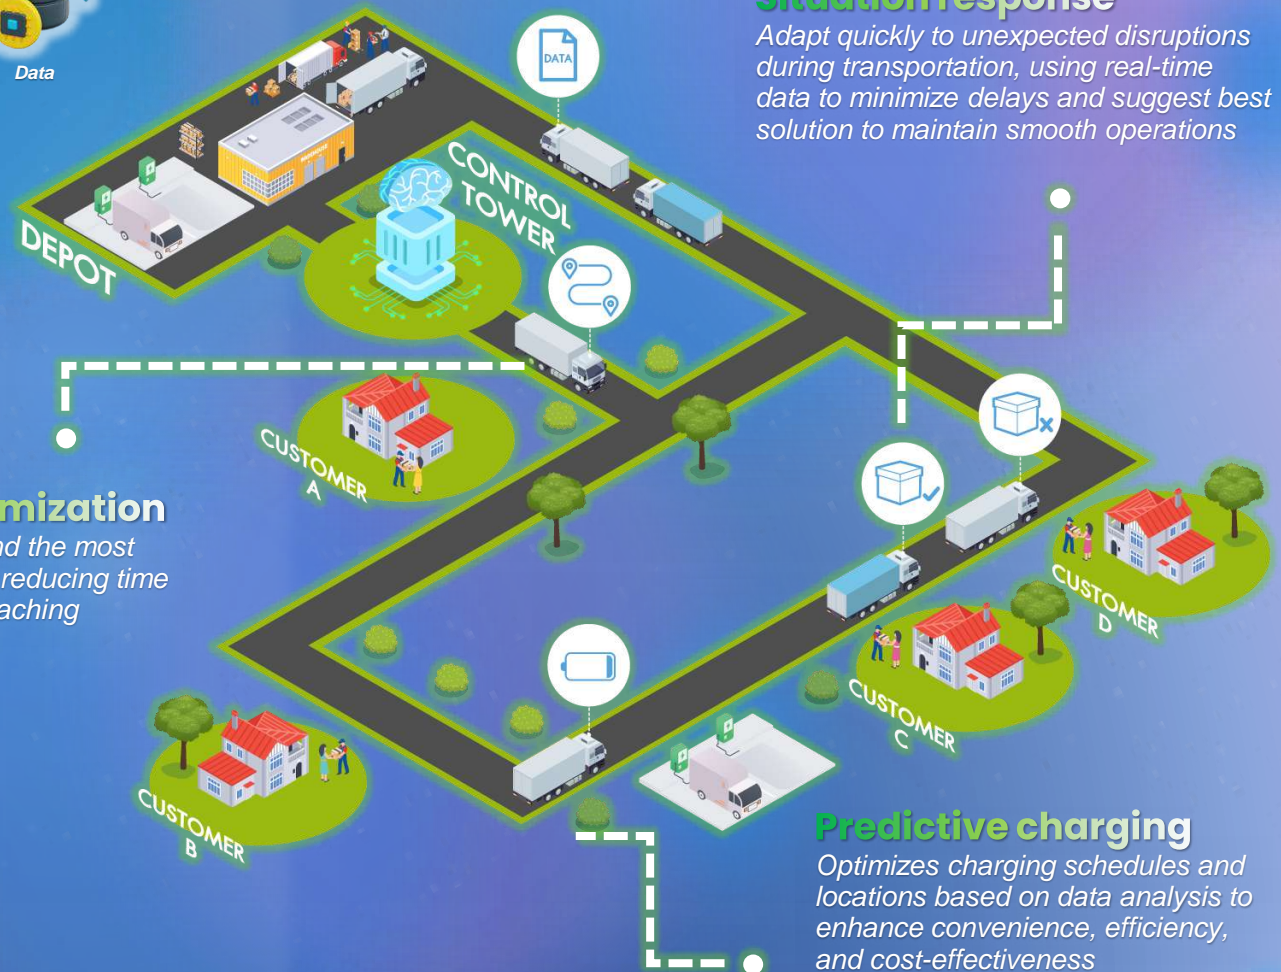 Situation response
Adapt quickly to unexpected disruptions
during transportation, using real-time
data to minimize delays and suggest best
solution to maintain smooth operations
Data
DATA
CONTROL
TOWER
DEPOT
CUSTOMER
A
mization
nd the most
reducing time
aching
CUSTOMER
D
CUSTOMER
C
CUSTOMER
B
Predictive charging
Optimizes charging schedules and
locations based on data analysis to
enhance convenience, efficiency,
and cost-effectiveness